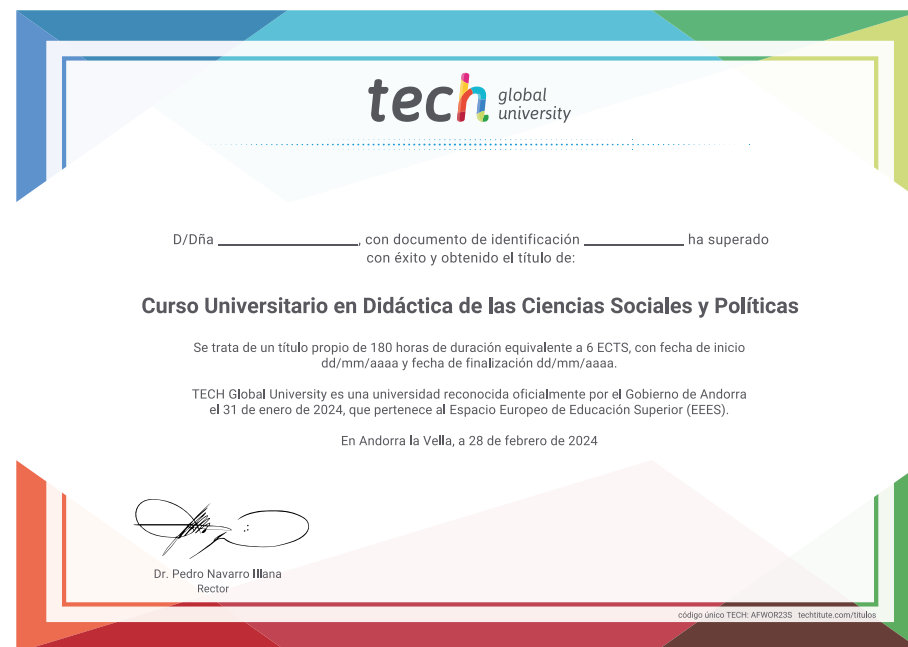 tech global university
D/Dña ____________, con documento de identificación ____________ ha superado
con éxito y obtenido el título de:
Curso Universitario en Didáctica de las Ciencias Sociales y Políticas
Se trata de un título propio de 180 horas de duración equivalente a 6 ECTS, con fecha de inicio
dd/mm/aaaa y fecha de finalización dd/mm/aaaa.
TECH Global University es una universidad reconocida oficialmente por el Gobierno de Andorra
el 31 de enero de 2024, que pertenece al Espacio Europeo de Educación Superior (EEES).
En Andorra la Vella, a 28 de febrero de 2024
Dr. Pedro Navarro Illana
Rector
código único TECH: AFWOR23S techtitute.com/titulos